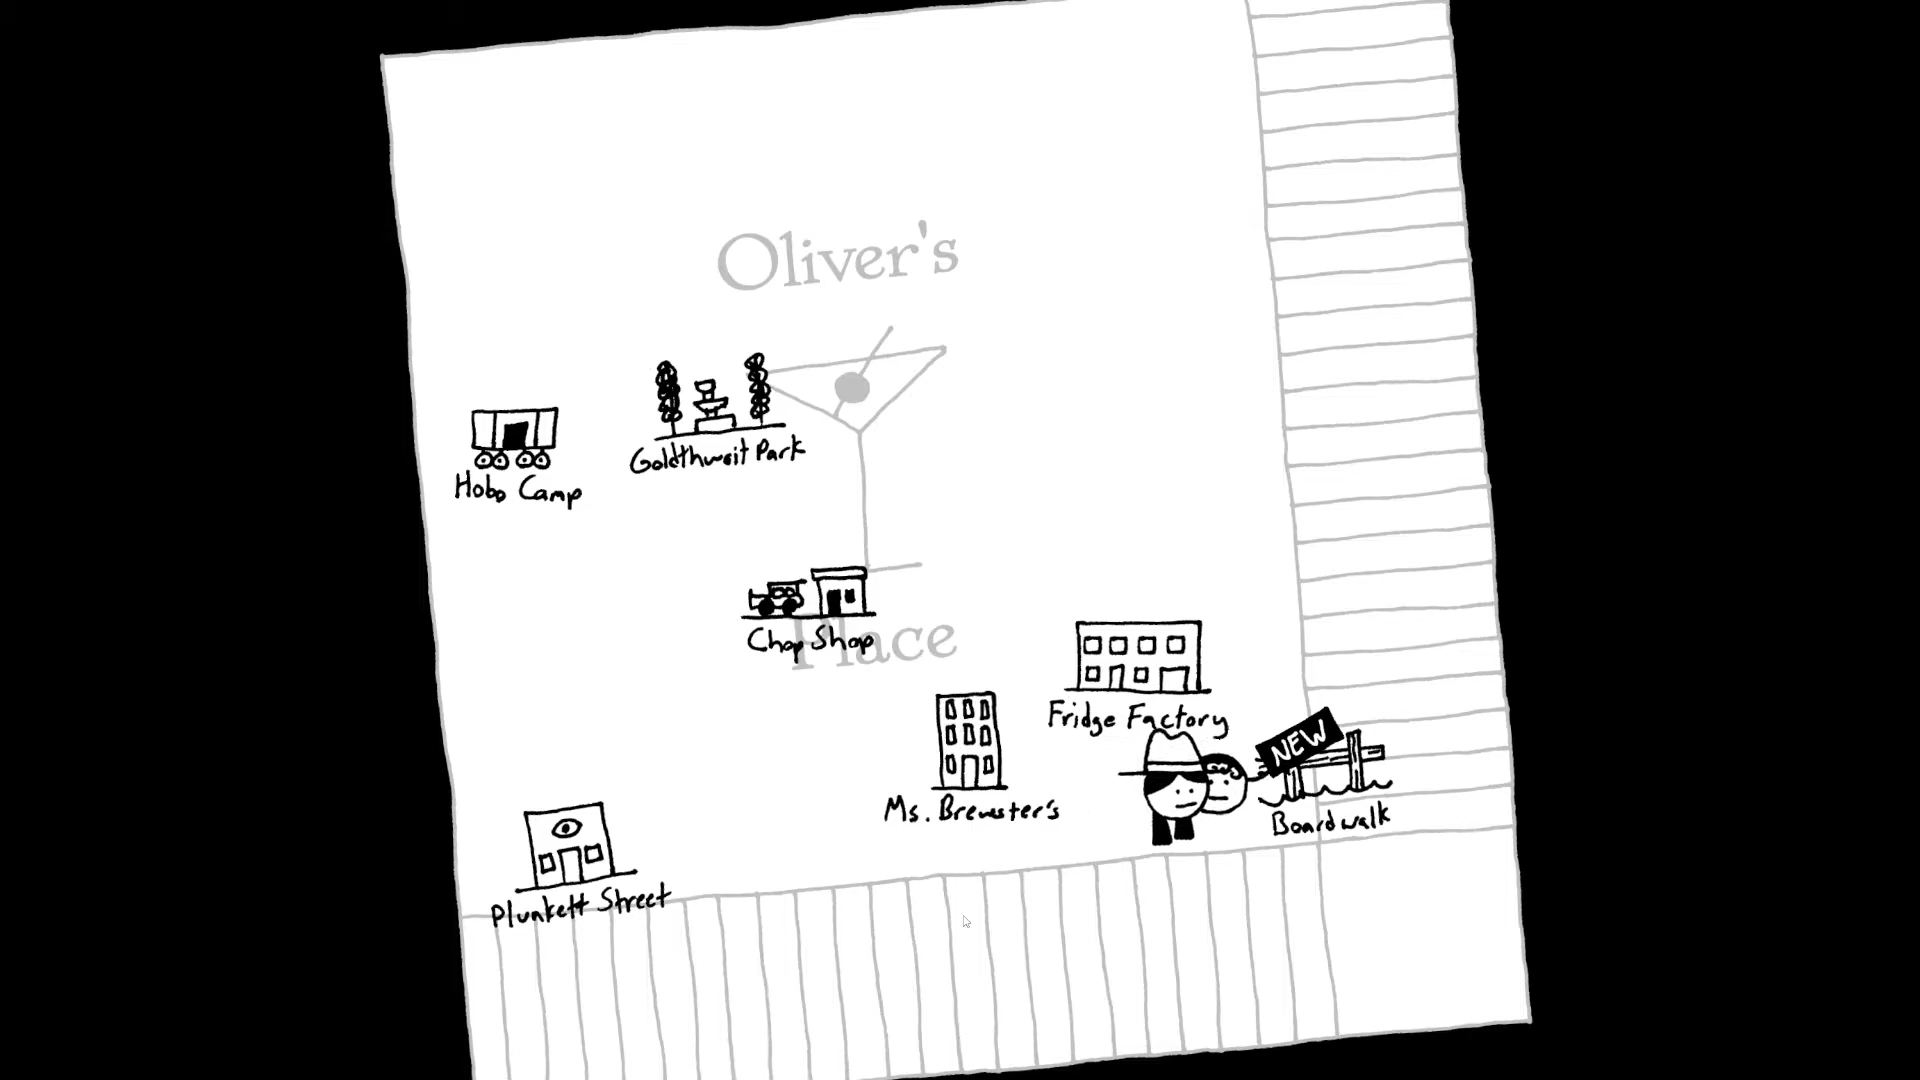 Oliver's
Goldthwait Park
Hobo Camp
Chop Shop
Place
Fridge Factory
NEW
Ms. Brewster's
Boardwalk
Plunkett Street